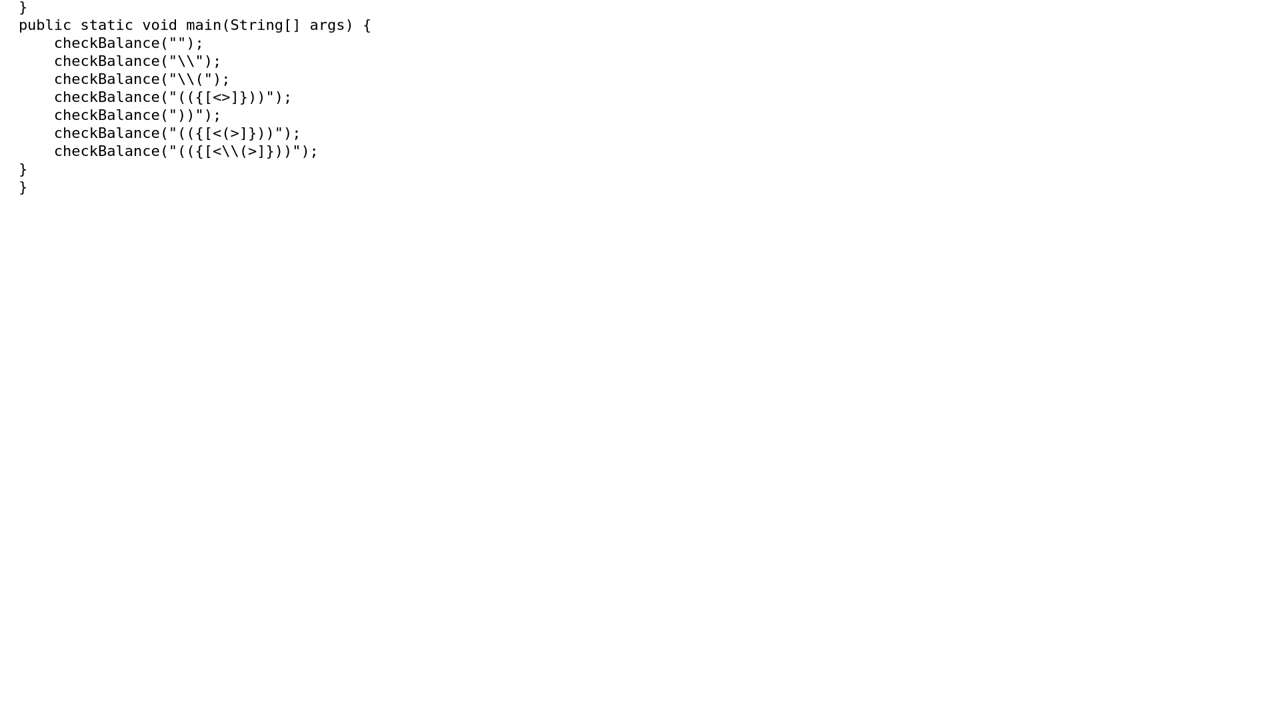 }
public static void main(String[] args) {
    checkBalance("");
    checkBalance("\\");
    checkBalance("\\(");
    checkBalance("(({[<>]}))");
    checkBalance("))");
    checkBalance("(({[<(>]}))");
    checkBalance("(({[<\\(>]}))");
}
}